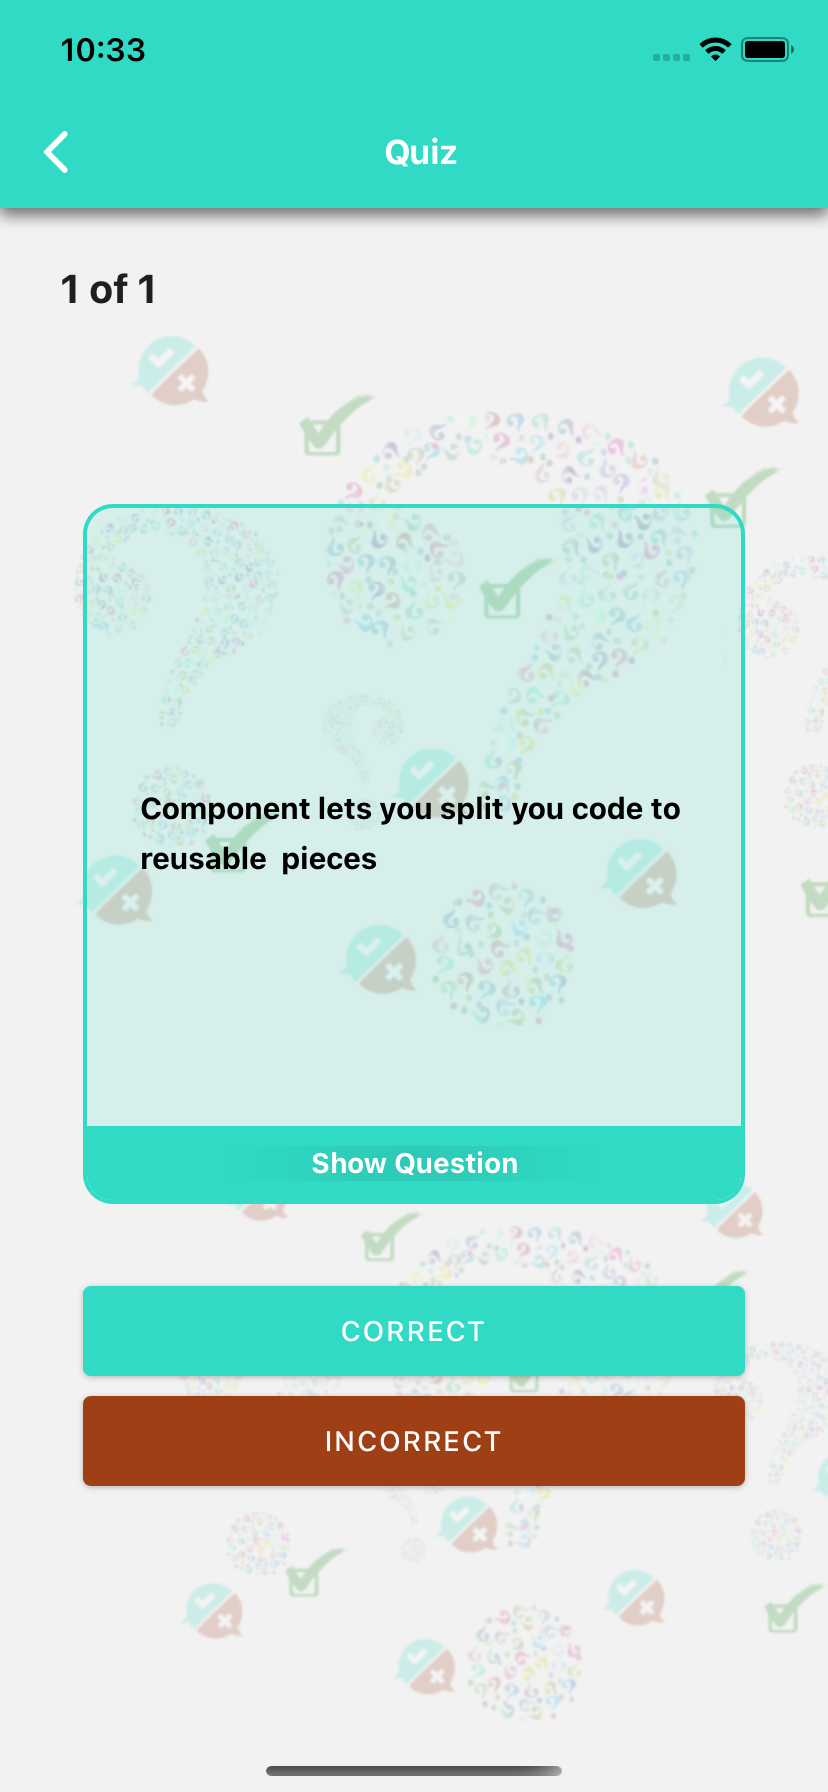 10:33
Quiz
1 of 1
Component lets you split you code to
reusable  pieces
Show Question
CORRECT
INCORRECT